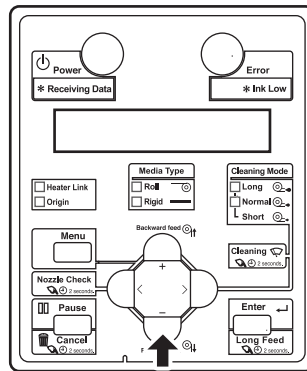 Power
Error
* Receiving Data
* Ink Low
Media Type
Cleaning Mode
Heater Link
Origin
Roll
Rigid
Long
Normal
Short
Menu
Backward feed
Cleaning
2 seconds.
Nozzle Check
2 seconds.
+
< >
−
Pause
Cancel
2 seconds.
Enter
Long Feed
2 seconds.